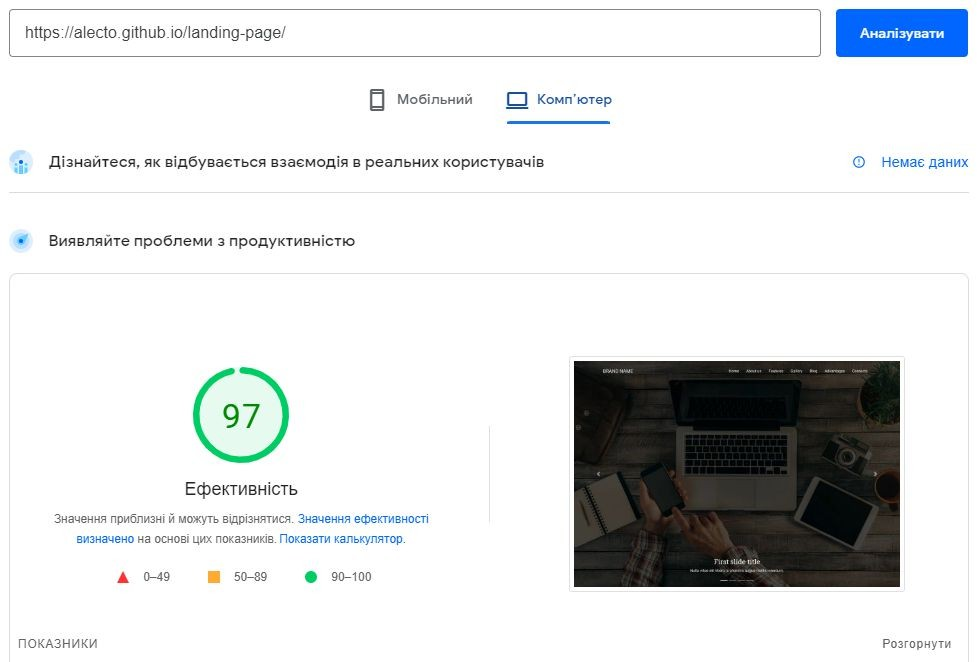 https://alecto.github.io/landing-page/
Аналізувати
Мобільний
Комп'ютер
Дізнайтеся, як відбувається взаємодія в реальних користувачів
Немає даних
Виявляйте проблеми з продуктивністю
97
Ефективність
Значення приблизні й можуть відрізнятися. Значення ефективності
визначено на основі цих показників. Показати калькулятор.
0–49
50–89
90–100
BRAND NAME
Home About us Features Gallery Blog Advantages Contacts
First slide title
ПОКАЗНИКИ
Розгорнути